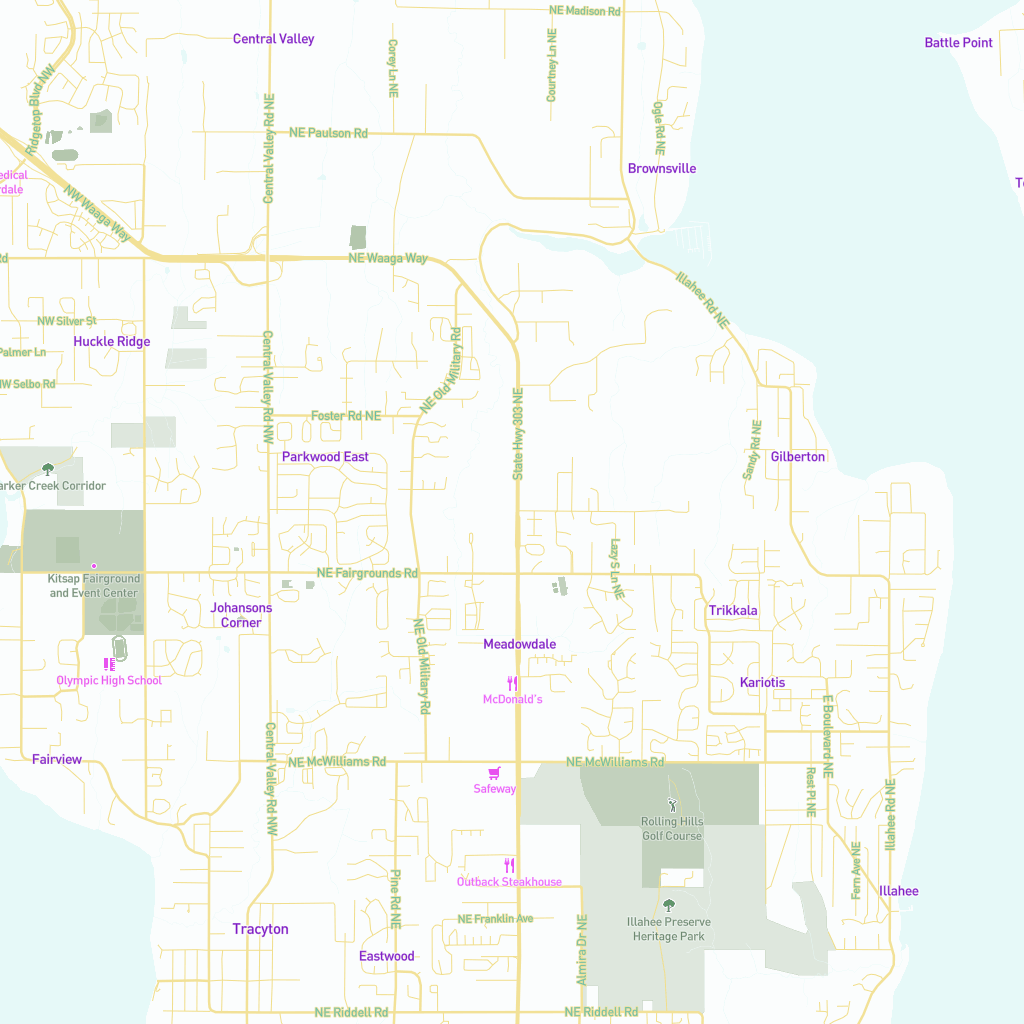 NE Madison Rd
Central Valley
Battle Point
Corey Ln NE
Courtney Ln NE
Ridgetop Blvd NW
Central Valley Rd NE
Ogle Rd NE
NE Paulson Rd
Brownsville
edical
dale
NW Waaga Way
NE Waaga Way
Rd
Illahee Rd NE
NW Silver St
Huckle Ridge
Palmer Ln
NW Selbo Rd
Central Valley Rd NW
NE Old Military Rd
State Hwy 303 NE
Foster Rd NE
Parkwood East
Sandy Rd NE
Gilberton
arker Creek Corridor
Lazy S Ln NE
NE Fairgrounds Rd
Kitsap Fairground
and Event Center
Johansons
Corner
Trikkala
NE Old Military Rd
Meadowdale
Olympic High School
McDonald's
Kariotis
E Boulevard NE
Fairview
Central Valley Rd NW
NE McWilliams Rd
NE McWilliams Rd
Safeway
Rest Pl NE
Illahee Rd NE
Rolling Hills
Golf Course
Fern Ave NE
Outback Steakhouse
Pine Rd NE
Illahee
NE Franklin Ave
Illahee Preserve
Heritage Park
Tracyton
Almira Dr NE
Eastwood
NE Riddell Rd
NE Riddell Rd